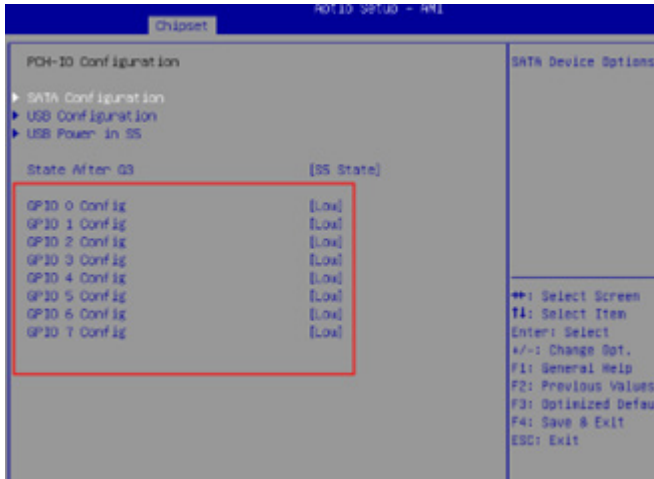 Aptio Setup - AMI
Chipset
PCH-IO Configuration
SATA Configuration
USB Configuration
USB Power in S5
State After G3 [S5 State]
GPIO 0 Config [Low]
GPIO 1 Config [Low]
GPIO 2 Config [Low]
GPIO 3 Config [Low]
GPIO 4 Config [Low]
GPIO 5 Config [Low]
GPIO 6 Config [Low]
GPIO 7 Config [Low]
SATA Device Options
→←: Select Screen
↑↓: Select Item
Enter: Select
+/-: Change Opt.
F1: General Help
F2: Previous Values
F3: Optimized Defau
F4: Save & Exit
ESC: Exit